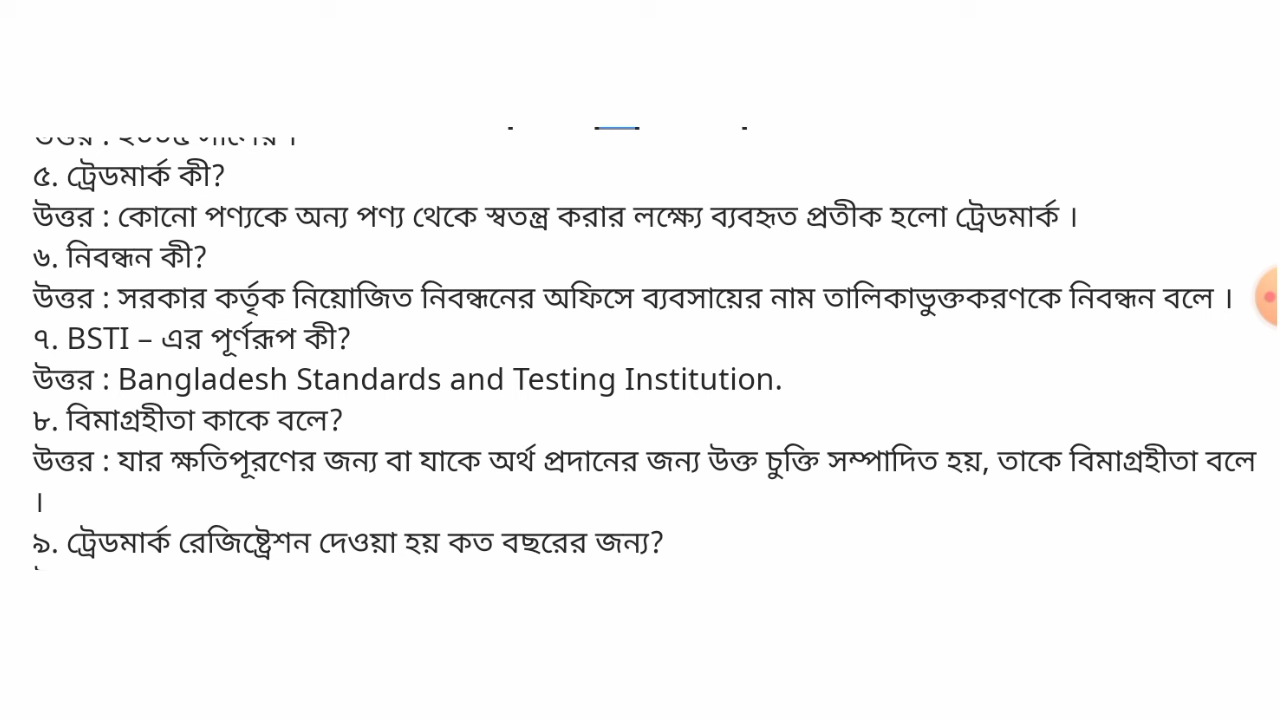 ৫. ট্রেডমার্ক কী?
উত্তর : কোনো পণ্যকে অন্য পণ্য থেকে স্বতন্ত্র করার লক্ষ্যে ব্যবহৃত প্রতীক হলো ট্রেডমার্ক ।
৬. নিবন্ধন কী?
উত্তর : সরকার কর্তৃক নিয়োজিত নিবন্ধনের অফিসে ব্যবসায়ের নাম তালিকাভুক্তকরণকে নিবন্ধন বলে ।
৭. BSTI – এর পূর্ণরূপ কী?
উত্তর : Bangladesh Standards and Testing Institution.
৮. বিমাগ্রহীতা কাকে বলে?
উত্তর : যার ক্ষতিপূরণের জন্য বা যাকে অর্থ প্রদানের জন্য উক্ত চুক্তি সম্পাদিত হয়, তাকে বিমাগ্রহীতা বলে
।
৯. ট্রেডমার্ক রেজিষ্ট্রেশন দেওয়া হয় কত বছরের জন্য?